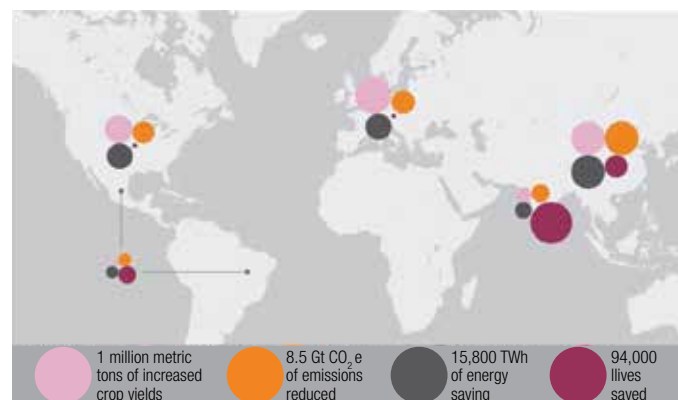 1 million metric
tons of increased
crop yields
8.5 Gt CO₂e
of emissions
reduced
15,800 TWh
of energy
saving
94,000
llives
saved